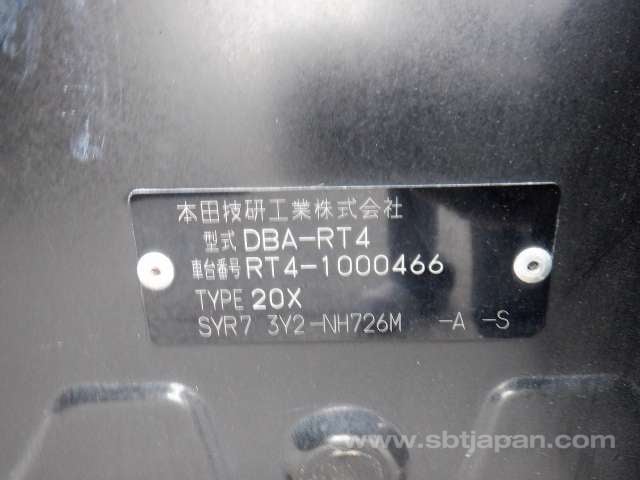 本田技研工業株式会社
型式 DBA-RT4
車台番号 RT4-1000466
TYPE 20X
SYR7 3Y2-NH726M -A -S
www.sbtjapan.com